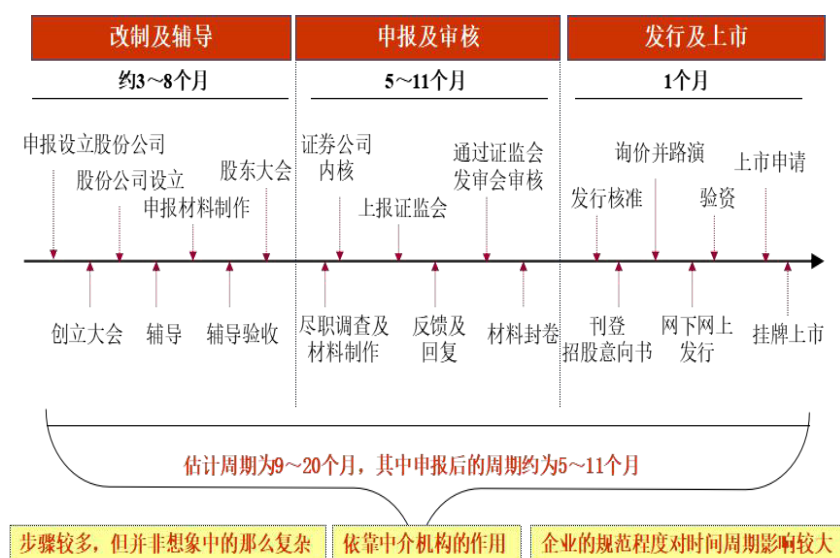 改制及辅导
申报及审核
发行及上市
约3～8个月
5～11个月
1个月
申报设立股份公司
股份公司设立
申报材料制作
股东大会
证券公司
内核
上报证监会
通过证监会
发审会审核
发行核准
询价并路演
验资
上市申请
创立大会
辅导
辅导验收
尽职调查及
材料制作
反馈及
回复
材料封卷
刊登
招股意向书
网下网上
发行
挂牌上市
估计周期为9～20个月，其中申报后的周期约为5～11个月
步骤较多，但并非想象中的那么复杂
依靠中介机构的作用
企业的规范程度对时间周期影响较大